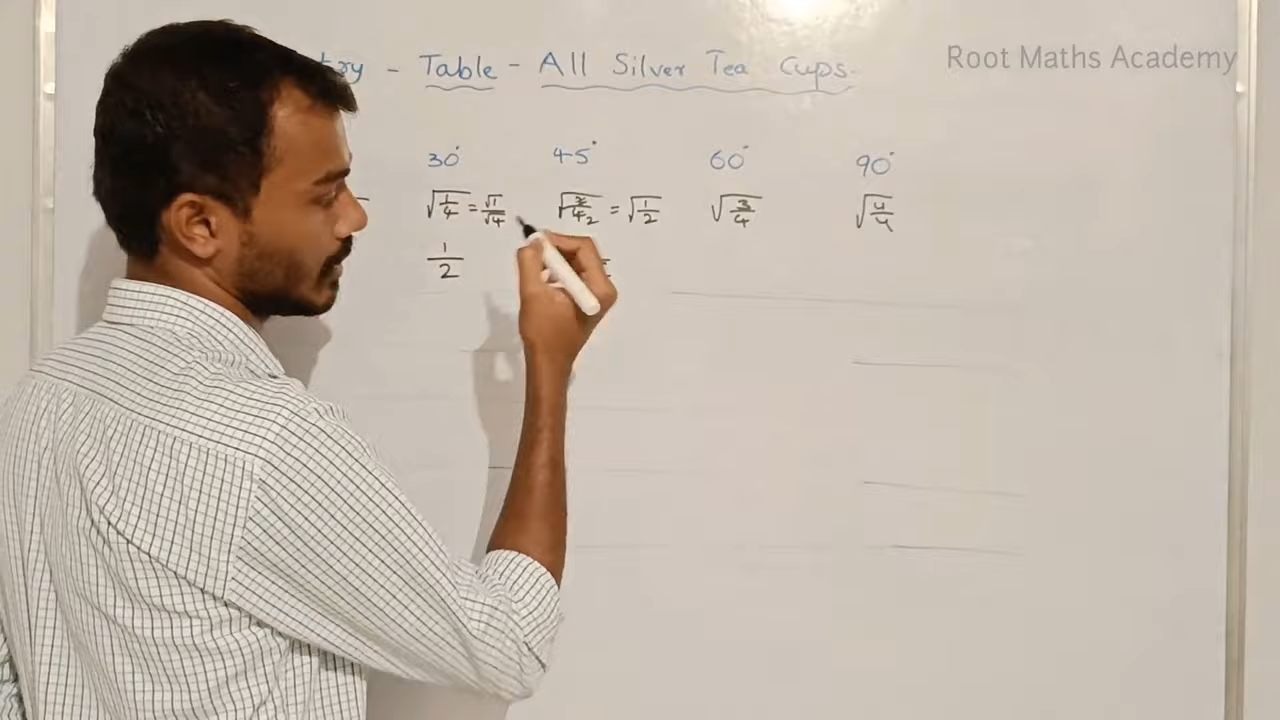 Root Maths Academy
- Table - All Silver Tea Cups.
30° 45° 60° 90°
√1/4 = √1/√4 √2/4 2 = √1/2 √3/4 √4/4
1/2